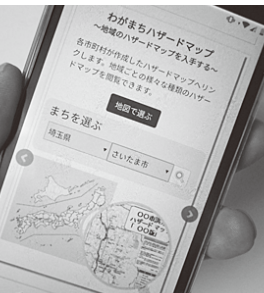 わがまちハザードマップ
～地域のハザードマップを入手する～
各市町村が作成したハザードマップへリン
クします。地域ごとの様々な種類のハザー
ドマップを閲覧できます。
地図で選ぶ
まちを選ぶ
埼玉県
さいたま市
〇〇市洪
ハザードマッ